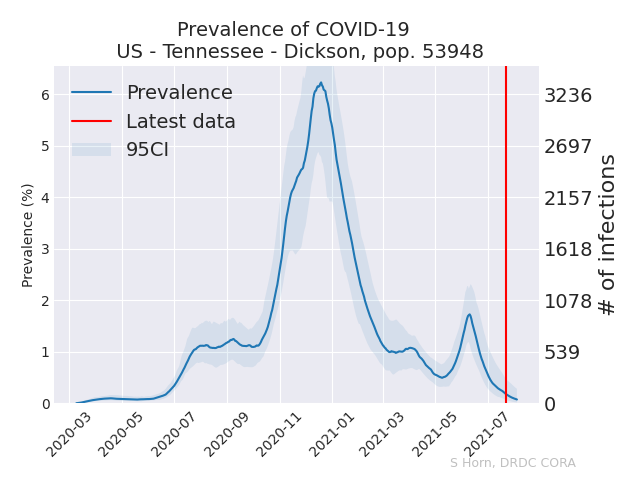 Prevalence of COVID-19
US - Tennessee - Dickson, pop. 53948
Prevalence
Latest data
95CI
Prevalence (%)
6
5
4
3
2
1
0
3236
2697
2157
1618
1078
539
0
# of infections
2020-03
2020-05
2020-07
2020-09
2020-11
2021-01
2021-03
2021-05
2021-07
S Horn, DRDC CORA